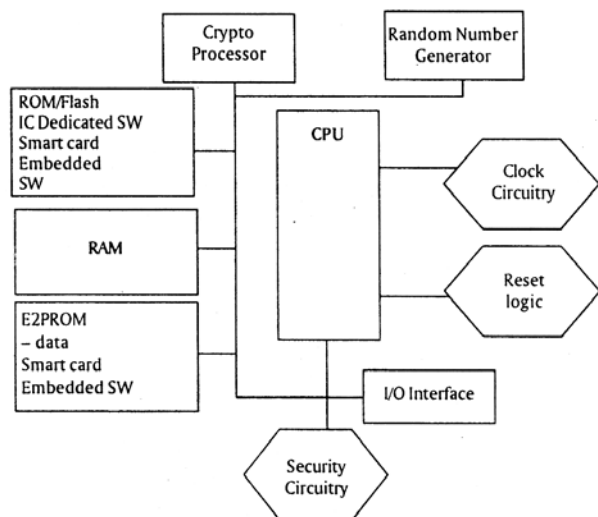 Crypto
Processor
Random Number
Generator
ROM/Flash
IC Dedicated SW
Smart card
Embedded
SW
CPU
Clock
Circuitry
RAM
Reset
logic
E2PROM
– data
Smart card
Embedded SW
I/O Interface
Security
Circuitry